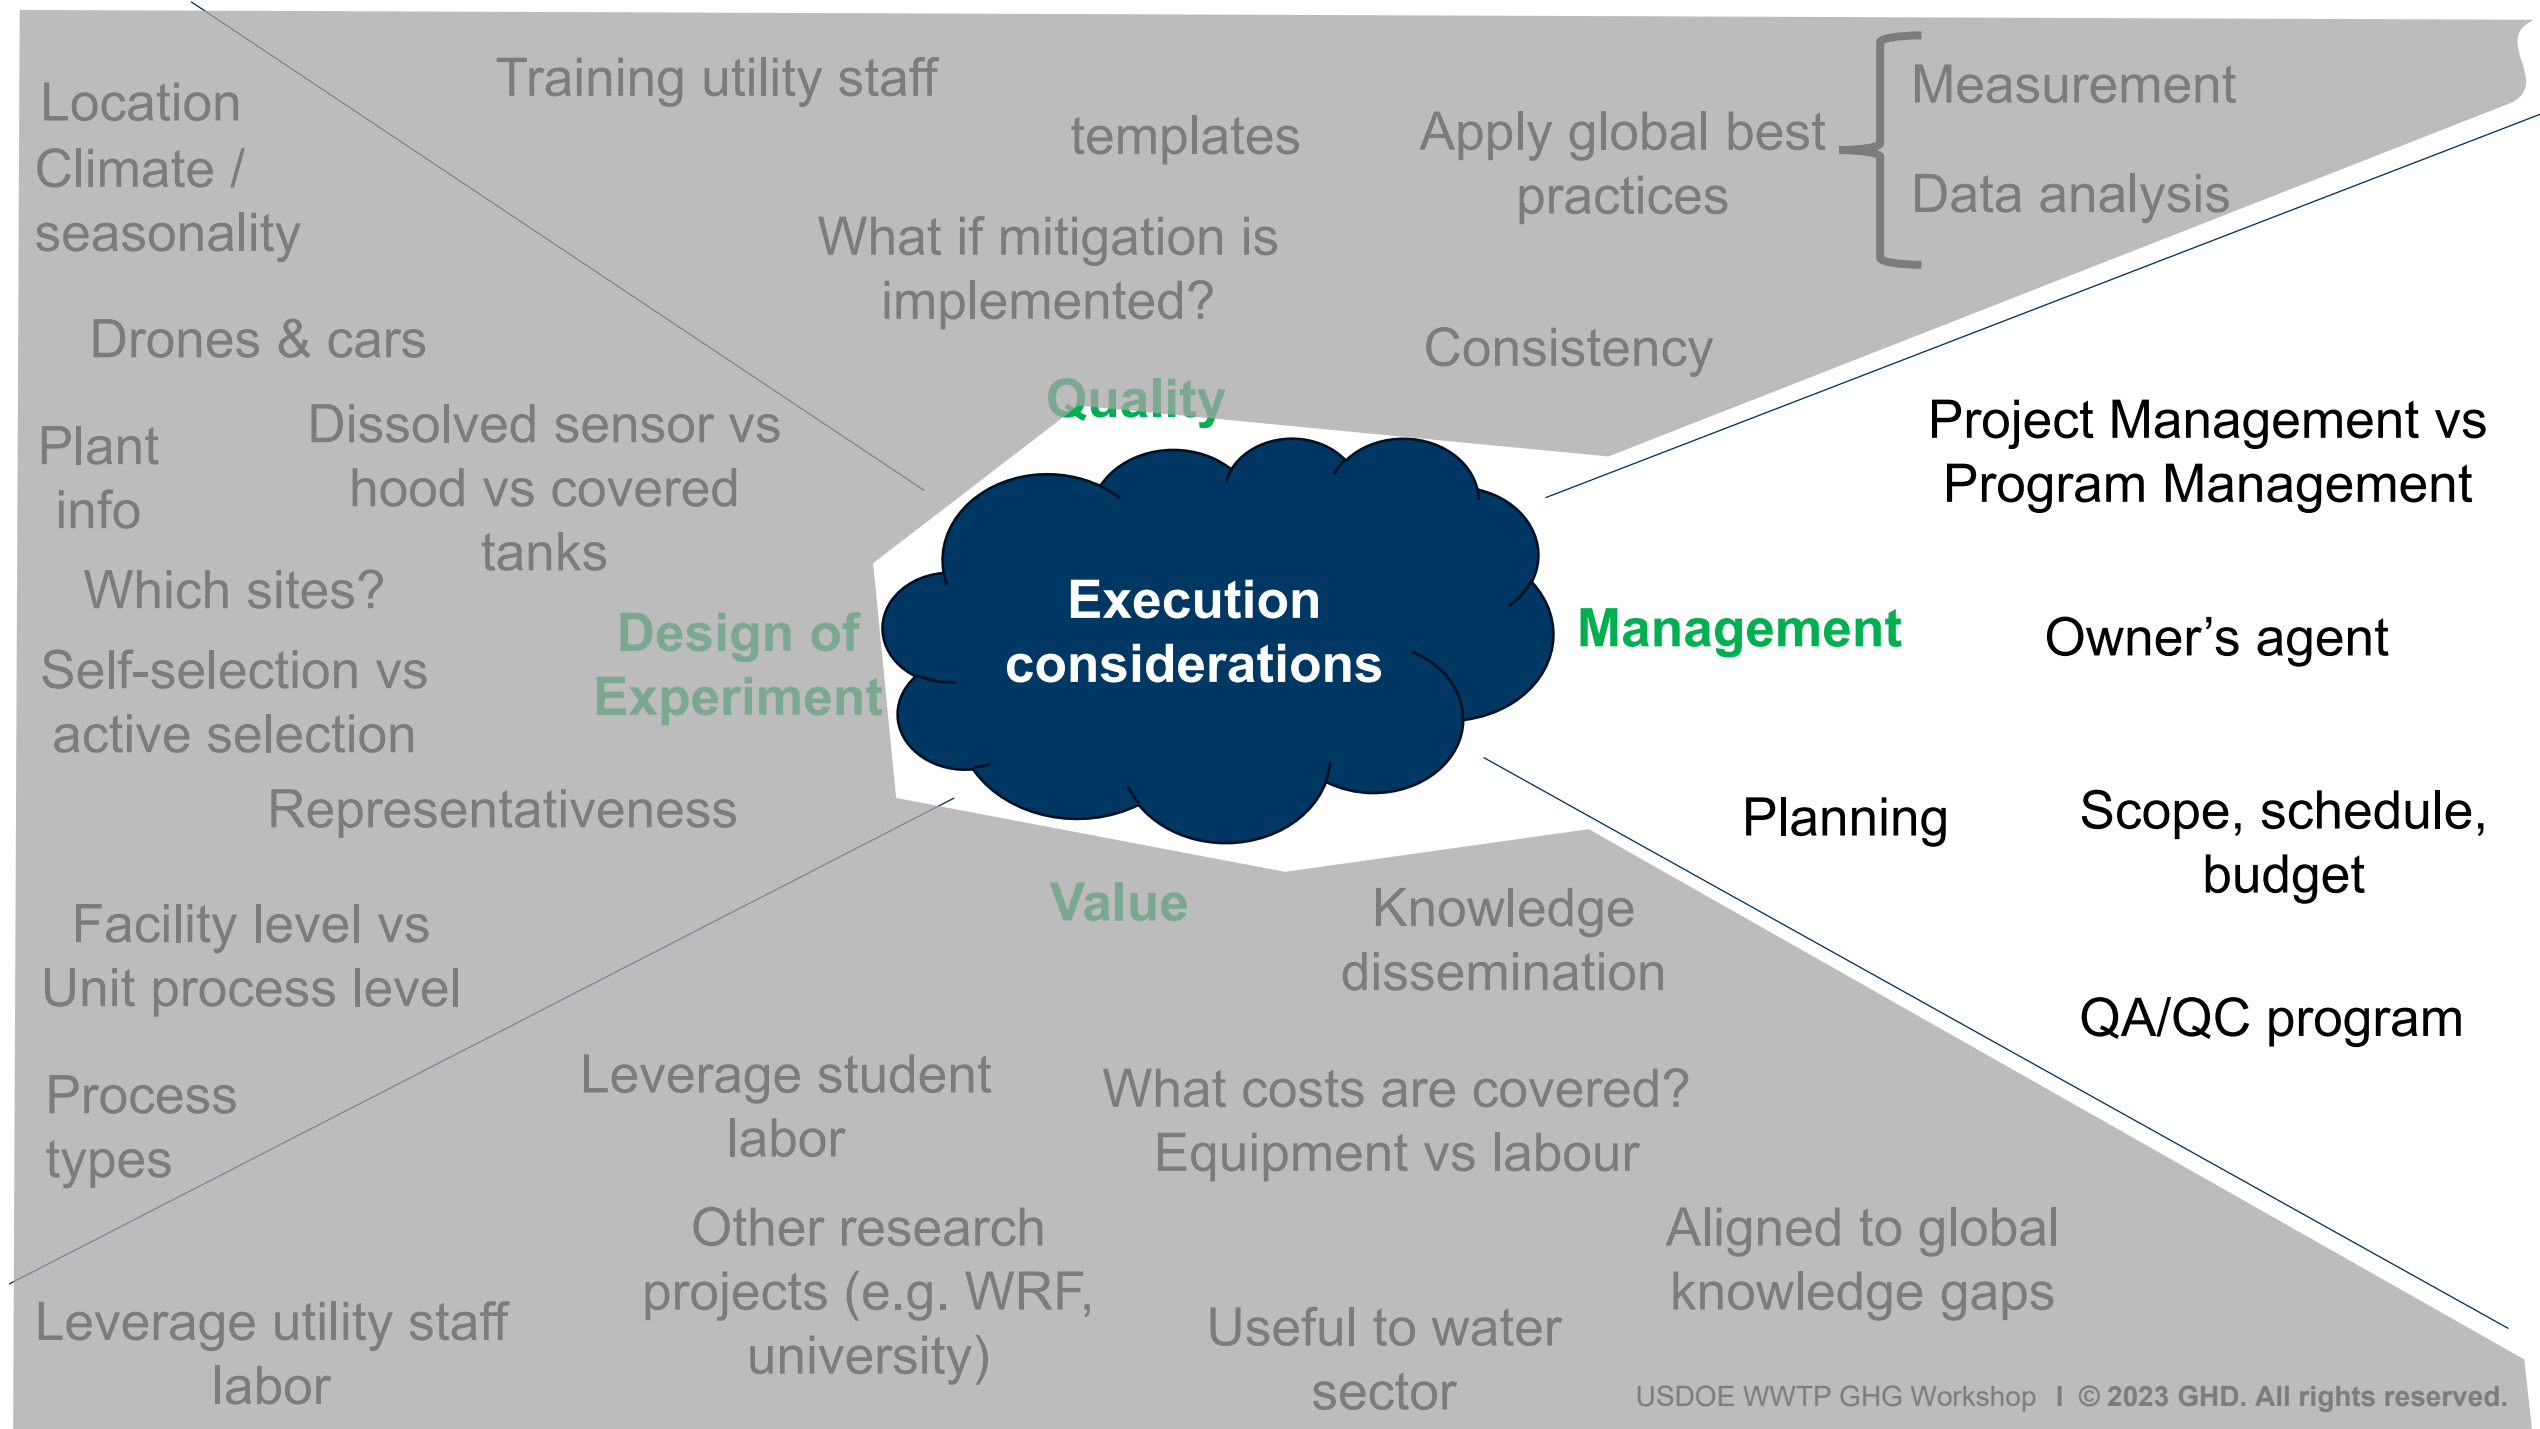 Location
Climate /
seasonality
Drones & cars
Plant
info
Dissolved sensor vs
hood vs covered
tanks
Which sites?
Self-selection vs
active selection
Representativeness
Facility level vs
Unit process level
Process
types
Design of
Experiment
Training utility staff
templates
Apply global best
practices
Measurement
Data analysis
What if mitigation is
implemented?
Consistency
Quality
Execution
considerations
Management
Project Management vs
Program Management
Owner’s agent
Planning
Scope, schedule,
budget
QA/QC program
Value
Knowledge
dissemination
Leverage student
labor
What costs are covered?
Equipment vs labour
Other research
projects (e.g. WRF,
university)
Aligned to global
knowledge gaps
Leverage utility staff
labor
Useful to water
sector
USDOE WWTP GHG Workshop I © 2023 GHD. All rights reserved.